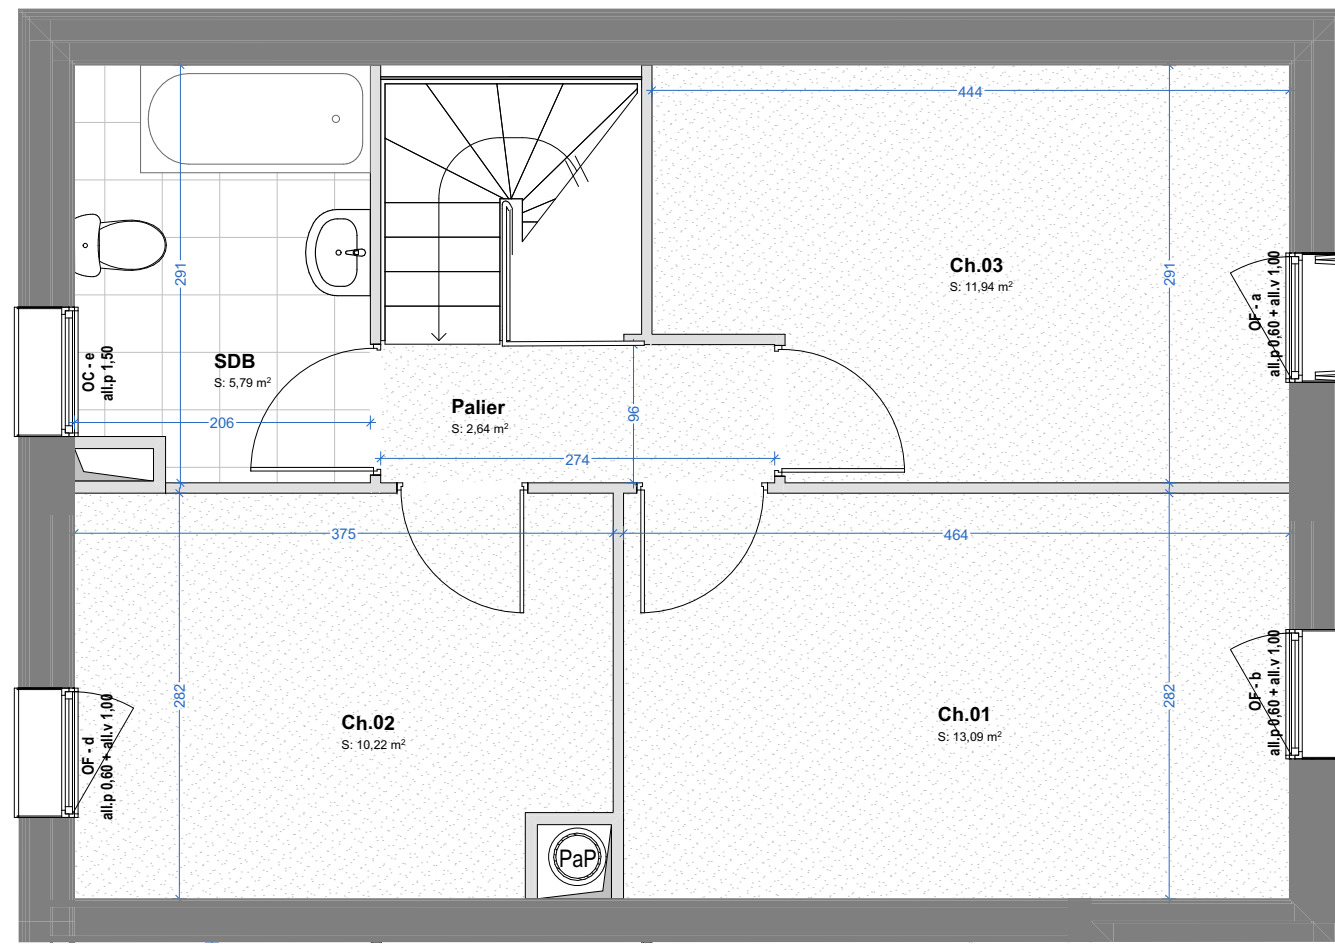 444
291
291
Ch.03
S: 11,94 m²
OF - a
all.p 0,60 + all.v 1,00
OC - e
all.p 1,50
SDB
S: 5,79 m²
206
Palier
S: 2,64 m²
96
274
375
464
282
282
Ch.02
S: 10,22 m²
Ch.01
S: 13,09 m²
OF - d
all.p 0,60 + all.v 1,00
OF - b
all.p 0,60 + all.v 1,00
PaP